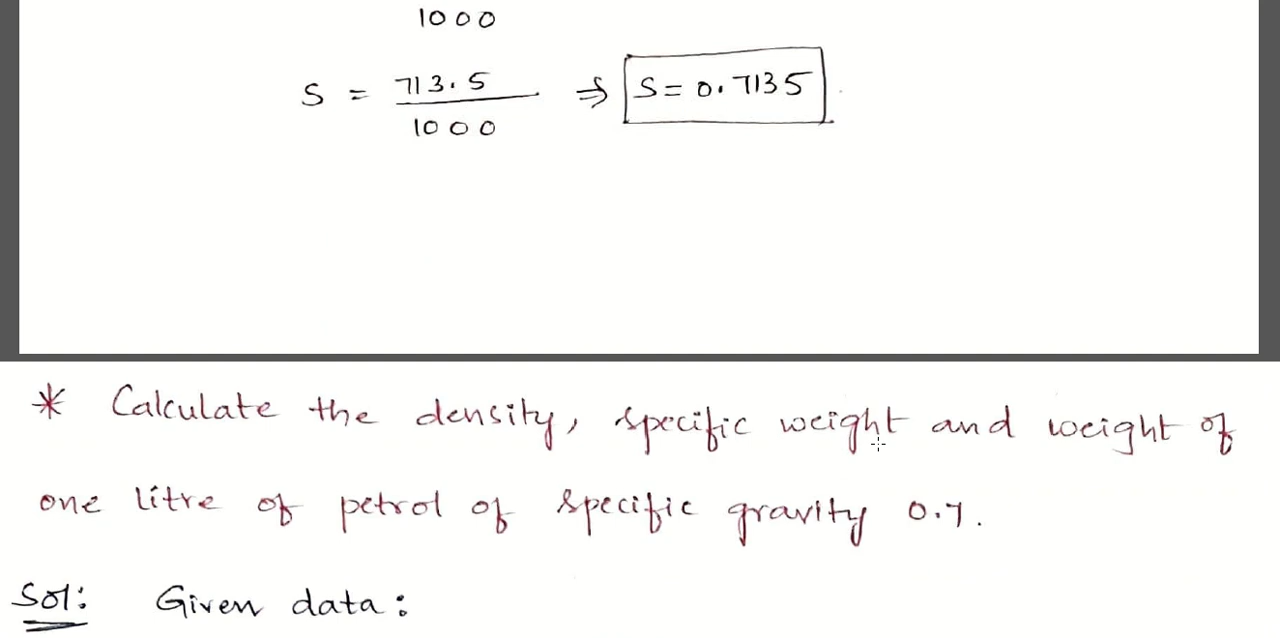 1000
S = 713.5 ⇒ S = 0.7135
1000
* Calculate the density, specific weight and weight of
one litre of petrol of specific gravity 0.7.
Sol: Given data: